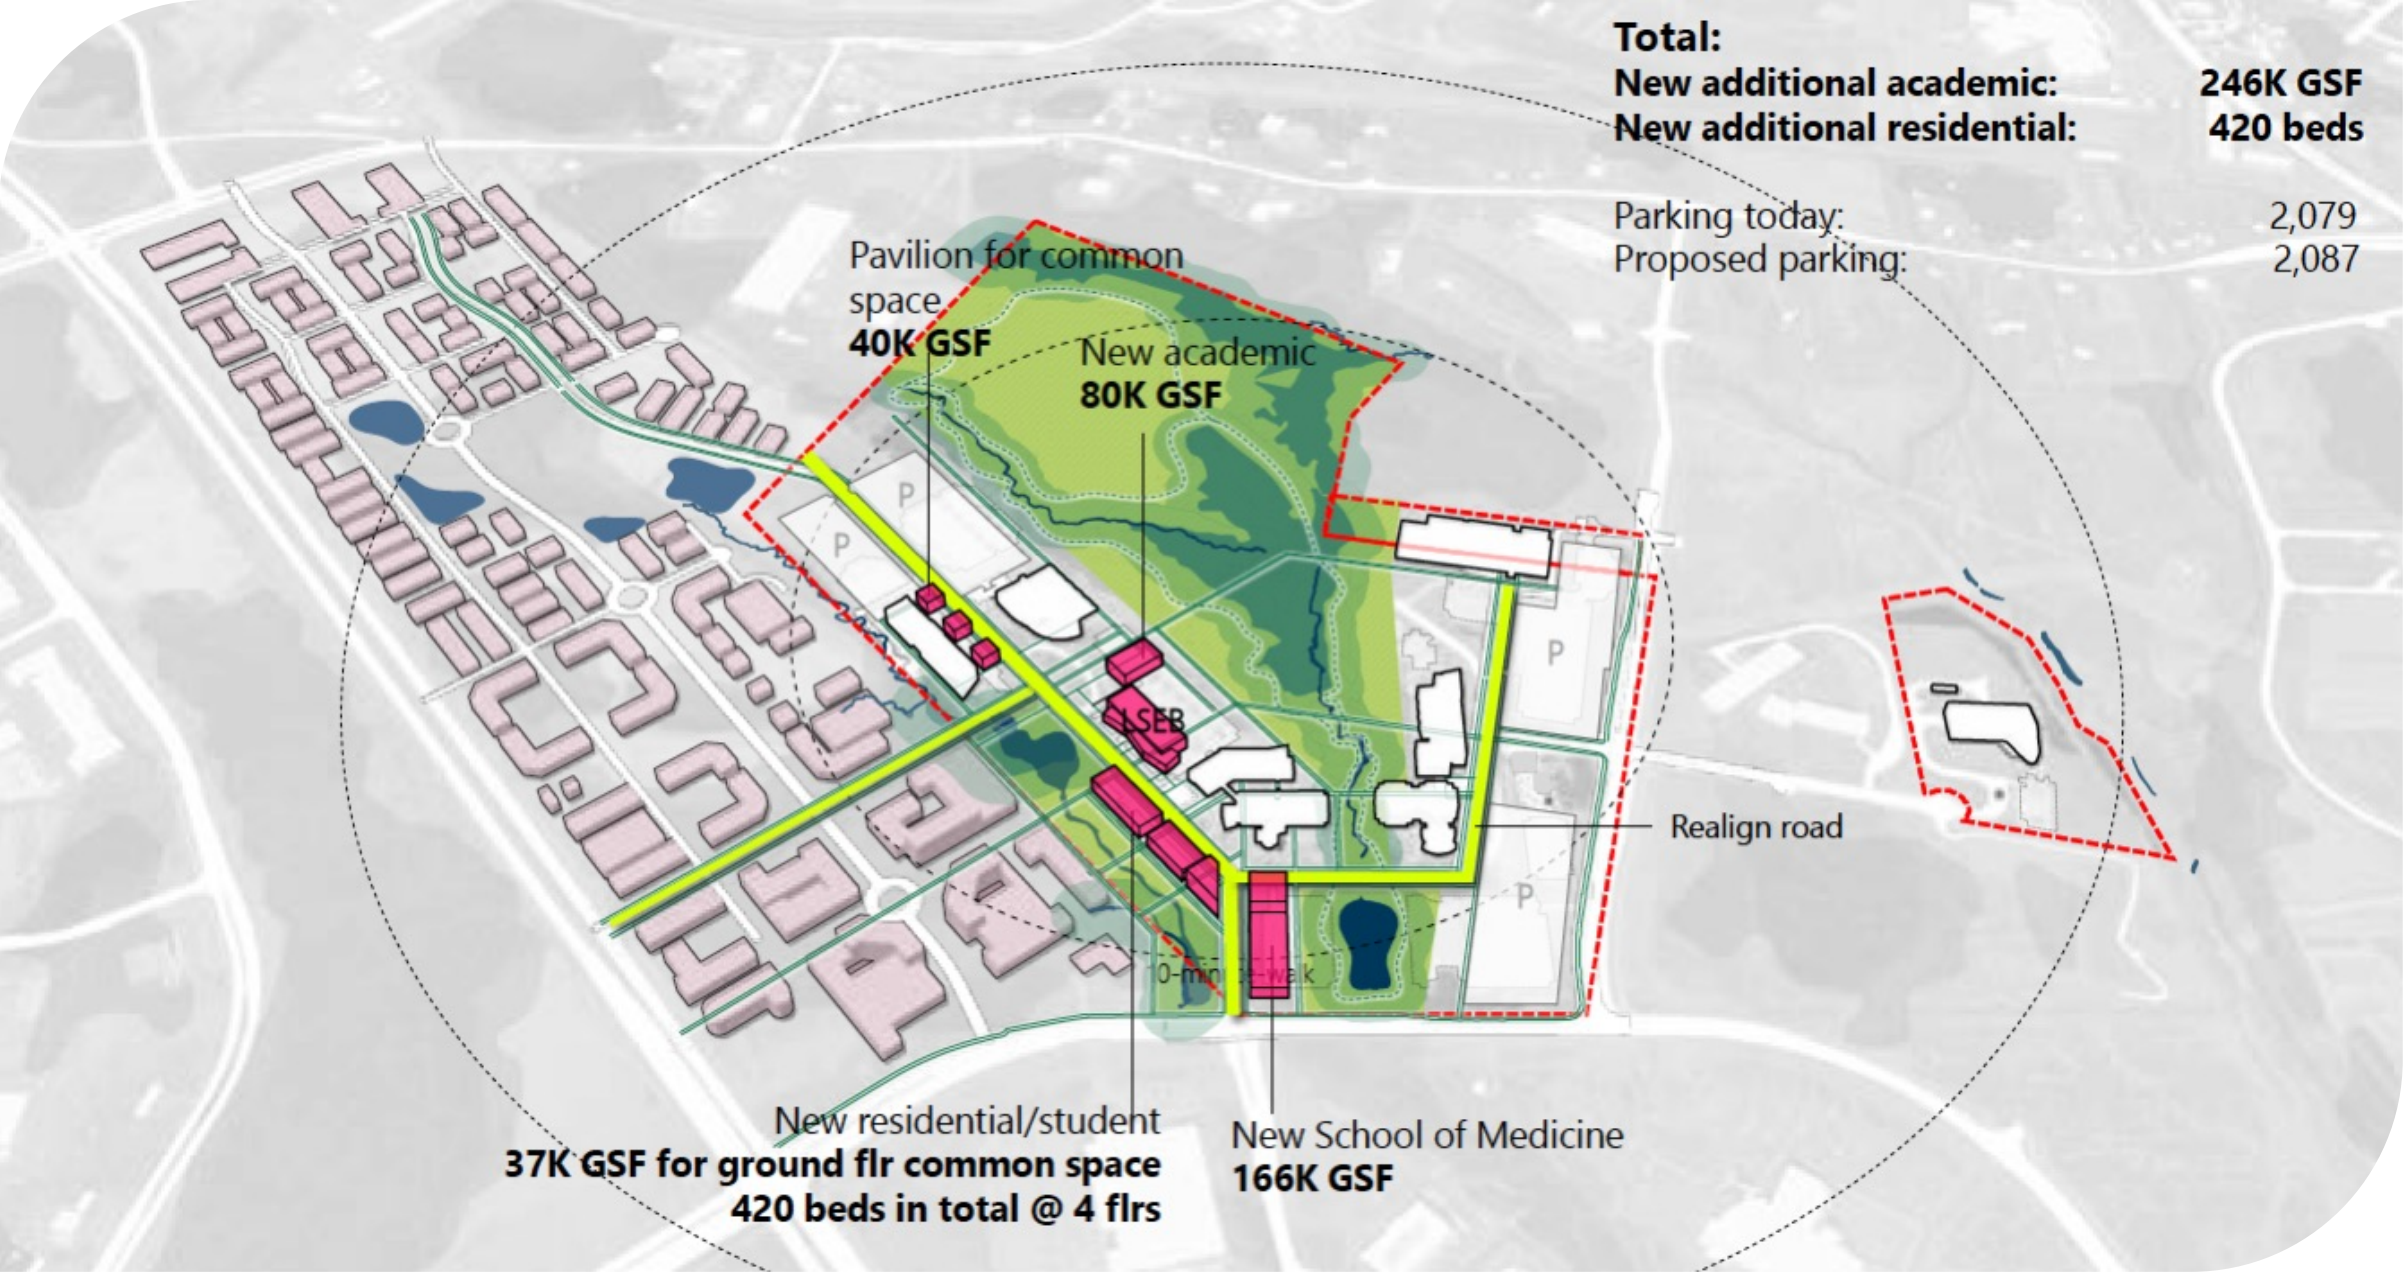 Total:
New additional academic: 246K GSF
New additional residential: 420 beds
Parking today: 2,079
Proposed parking: 2,087
Pavilion for common
space
40K GSF
New academic
80K GSF
P
P
P
LSEB
Realign road
P
10-minute walk
New residential/student
37K GSF for ground flr common space
420 beds in total @ 4 flrs
New School of Medicine
166K GSF